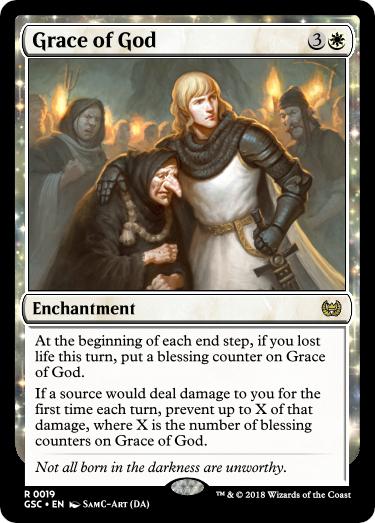 Grace of God 3
Enchantment
At the beginning of each end step, if you lost
life this turn, put a blessing counter on Grace
of God.
If a source would deal damage to you for the
first time each turn, prevent up to X of that
damage, where X is the number of blessing
counters on Grace of God.
Not all born in the darkness are unworthy.
R 0019
GSC • EN SamC-Art (DA)
™ & © 2018 Wizards of the Coast